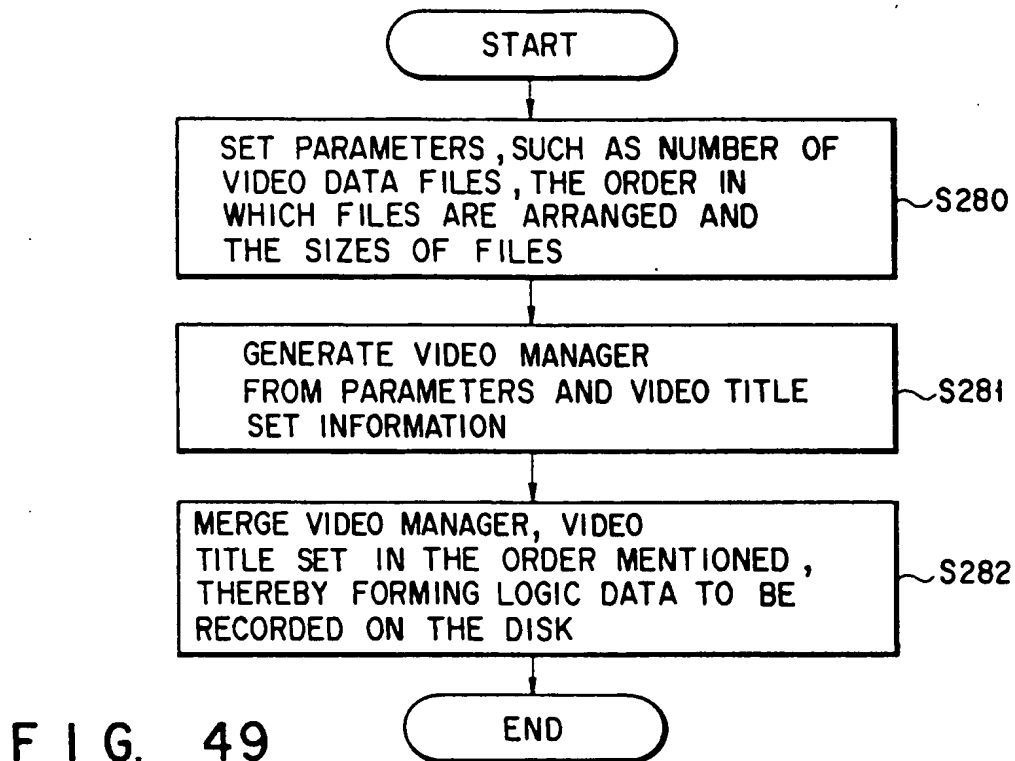 START
SET PARAMETERS, SUCH AS NUMBER OF
VIDEO DATA FILES, THE ORDER IN
WHICH FILES ARE ARRANGED AND
THE SIZES OF FILES
S280
GENERATE VIDEO MANAGER
FROM PARAMETERS AND VIDEO TITLE
SET INFORMATION
S281
MERGE VIDEO MANAGER, VIDEO
TITLE SET IN THE ORDER MENTIONED,
THEREBY FORMING LOGIC DATA TO BE
RECORDED ON THE DISK
S282
END
FIG. 49